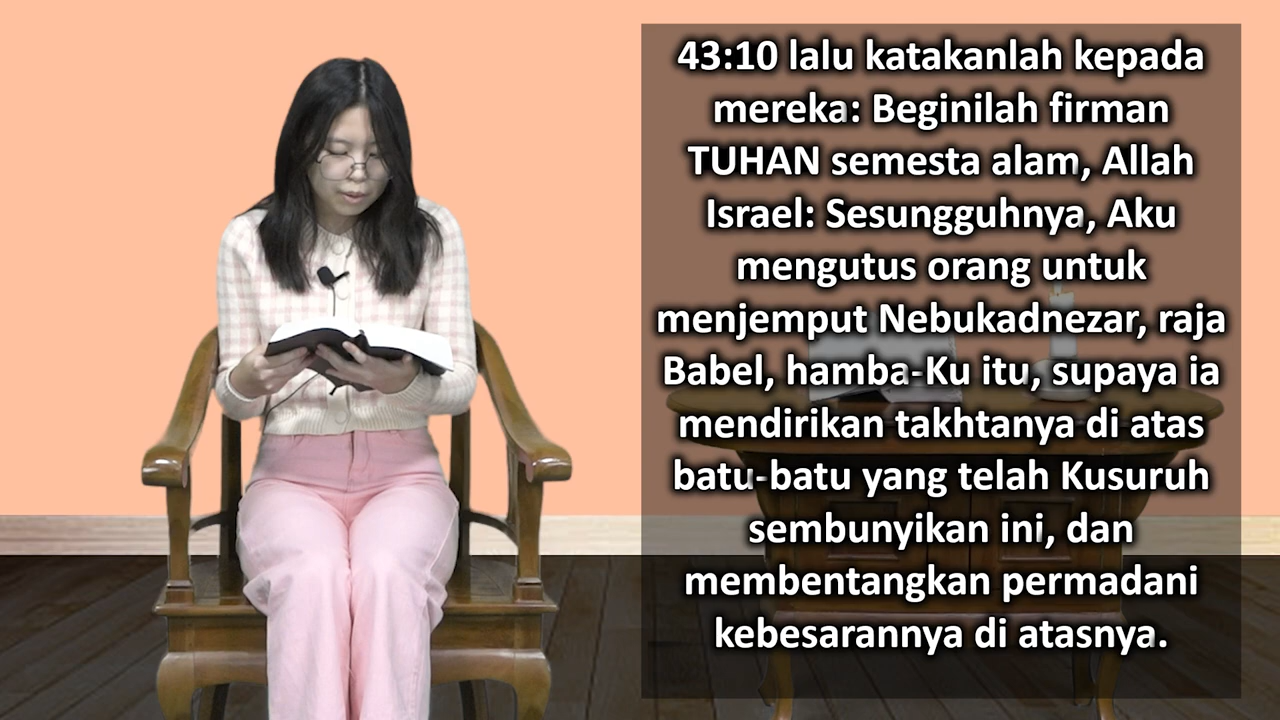 43:10 lalu katakanlah kepada
mereka: Beginilah firman
TUHAN semesta alam, Allah
Israel: Sesungguhnya, Aku
mengutus orang untuk
menjemput Nebukadnezar, raja
Babel, hamba-Ku itu, supaya ia
mendirikan takhtanya di atas
batu-batu yang telah Kusuruh
sembunyikan ini, dan
membentangkan permadani
kebesarannya di atasnya.